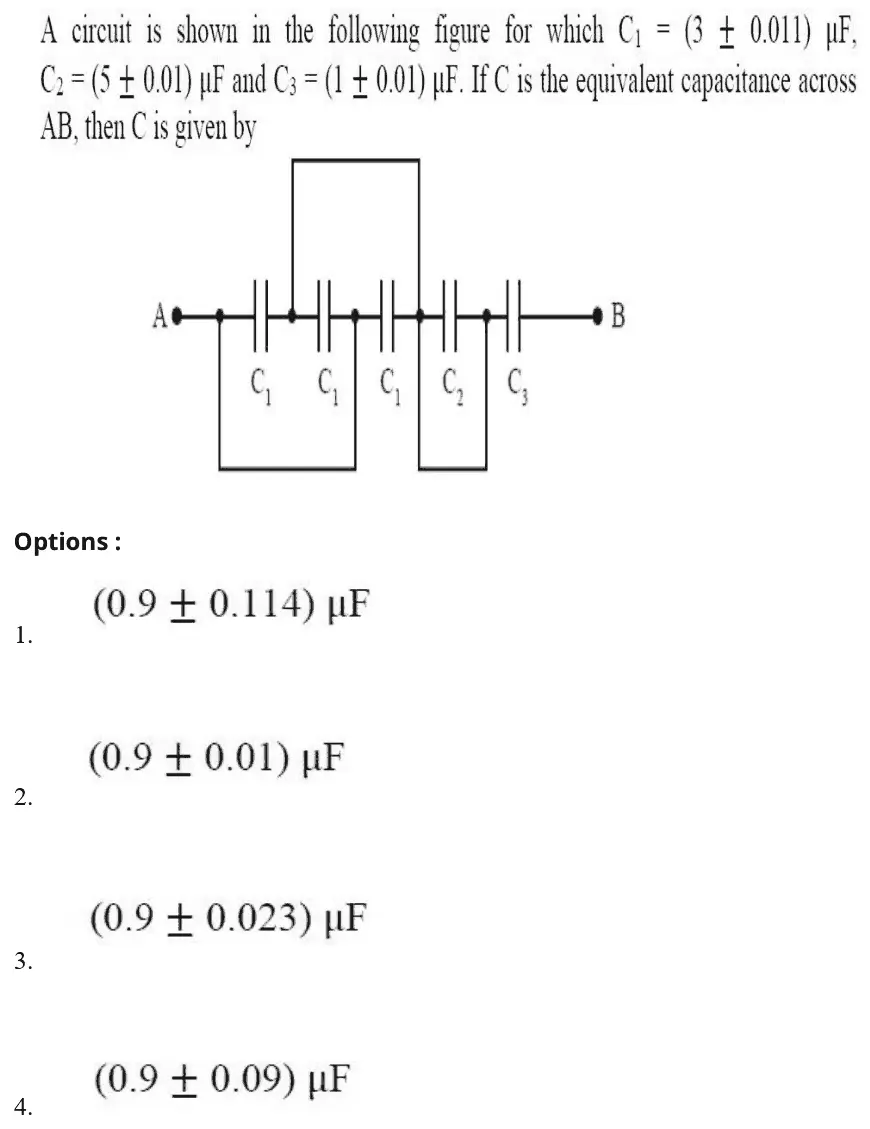 A circuit is shown in the following figure for which C₁ = (3 ± 0.011) μF,
C₂ = (5 ± 0.01) μF and C₃ = (1 ± 0.01) μF. If C is the equivalent capacitance across
AB, then C is given by
A B
C₁ C₁ C₁ C₂ C₃
Options :
(0.9 ± 0.114) μF
1.
(0.9 ± 0.01) μF
2.
(0.9 ± 0.023) μF
3.
(0.9 ± 0.09) μF
4.